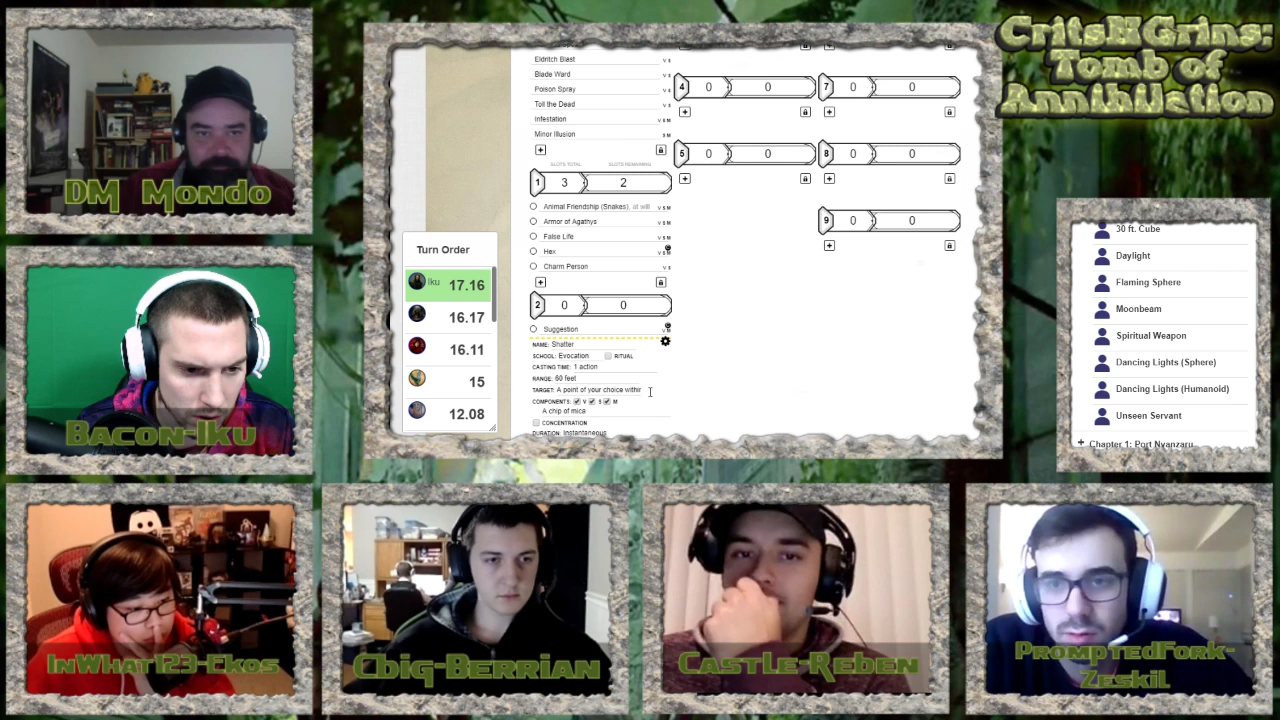 CritsNGrins:
Tomb of
Annihilation
DM Mondo
Bacon-Iku
Turn Order
Iku 17.16
16.17
16.11
15
12.08
Eldritch Blast V S
Blade Ward V S
Poison Spray V S
Toll the Dead V S
Infestation V S M
Minor Illusion S M
SLOTS TOTAL SLOTS REMAINING
1 3 2
Animal Friendship (Snakes), at will V S M
Armor of Agathys V S M
False Life V S M
Hex V S M
Charm Person V S
2 0 0
Suggestion V M
NAME: Shatter
SCHOOL: Evocation RITUAL
CASTING TIME: 1 action
RANGE: 60 feet
TARGET: A point of your choice within
COMPONENTS: V S M
A chip of mica
CONCENTRATION
DURATION: Instantaneous
4 0 0
5 0 0
7 0 0
8 0 0
9 0 0
30 ft. Cube
Daylight
Flaming Sphere
Moonbeam
Spiritual Weapon
Dancing Lights (Sphere)
Dancing Lights (Humanoid)
Unseen Servant
Chapter 1: Port Nyanzaru
InWhat123-Ekos
Cbig-Berrian
Castle-Reben
PromptedFork-
Zeskil